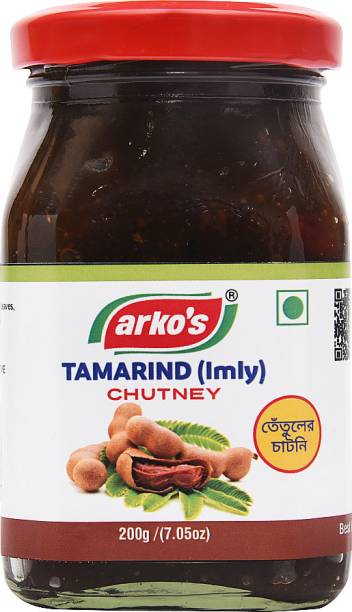 arko's®
TAMARIND (Imly)
CHUTNEY
তেঁতুলের
চাটনি
200g /(7.05oz)